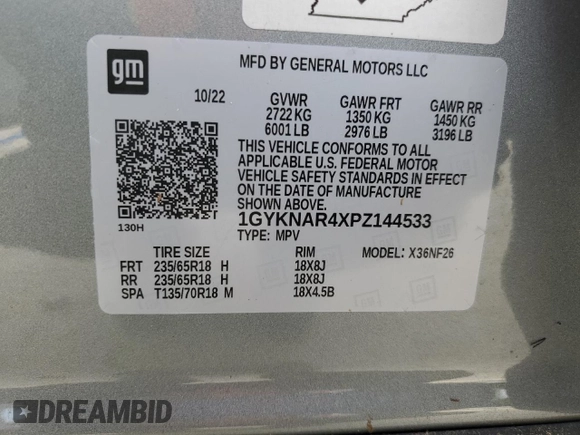 gm
MFD BY GENERAL MOTORS LLC
10/22 GVWR GAWR FRT GAWR RR
2722 KG 1350 KG 1450 KG
6001 LB 2976 LB 3196 LB
THIS VEHICLE CONFORMS TO ALL
APPLICABLE U.S. FEDERAL MOTOR
VEHICLE SAFETY STANDARDS IN EFFECT
ON THE DATE OF MANUFACTURE
SHOWN ABOVE.
130H
1GYKNAR4XPZ144533
TYPE: MPV MODEL: X36NF26
TIRE SIZE RIM
FRT 235/65R18 H 18X8J
RR 235/65R18 H 18X8J
SPA T135/70R18 M 18X4.5B
DREAMBID